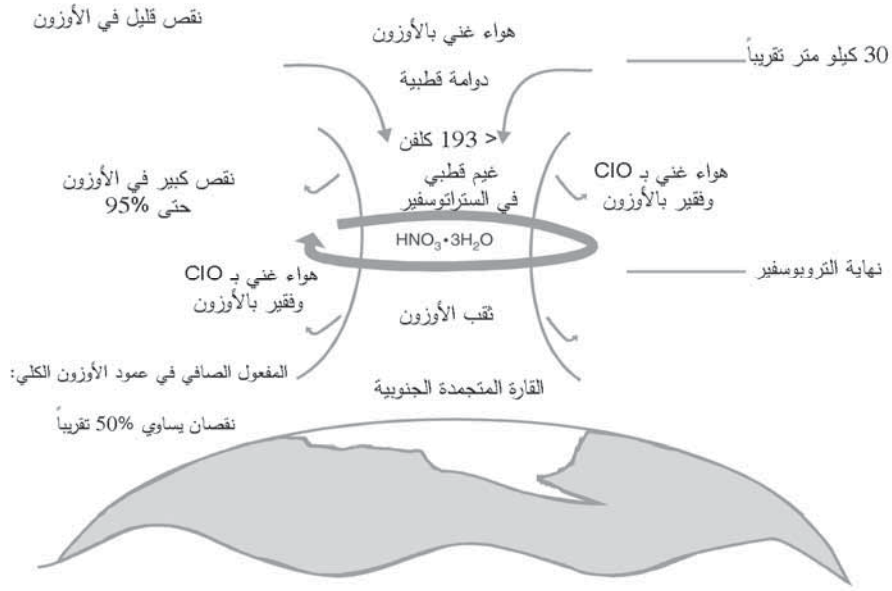 نقص قليل في الأوزون
هواء غني بالأوزون
30 كيلو متر تقريباً
دوامة قطبية
< 193 كلفن
غيم قطبي
في الستراتوسفير
هواء غني بـ ClO
وفقير بالأوزون
نقص كبير في الأوزون
حتى %95
HNO₃•3H₂O
نهاية التروبوسفير
هواء غني بـ ClO
وفقير بالأوزون
ثقب الأوزون
المفعول الصافي في عمود الأوزون الكلي:
نقصان يساوي %50 تقريباً
القارة المتجمدة الجنوبية